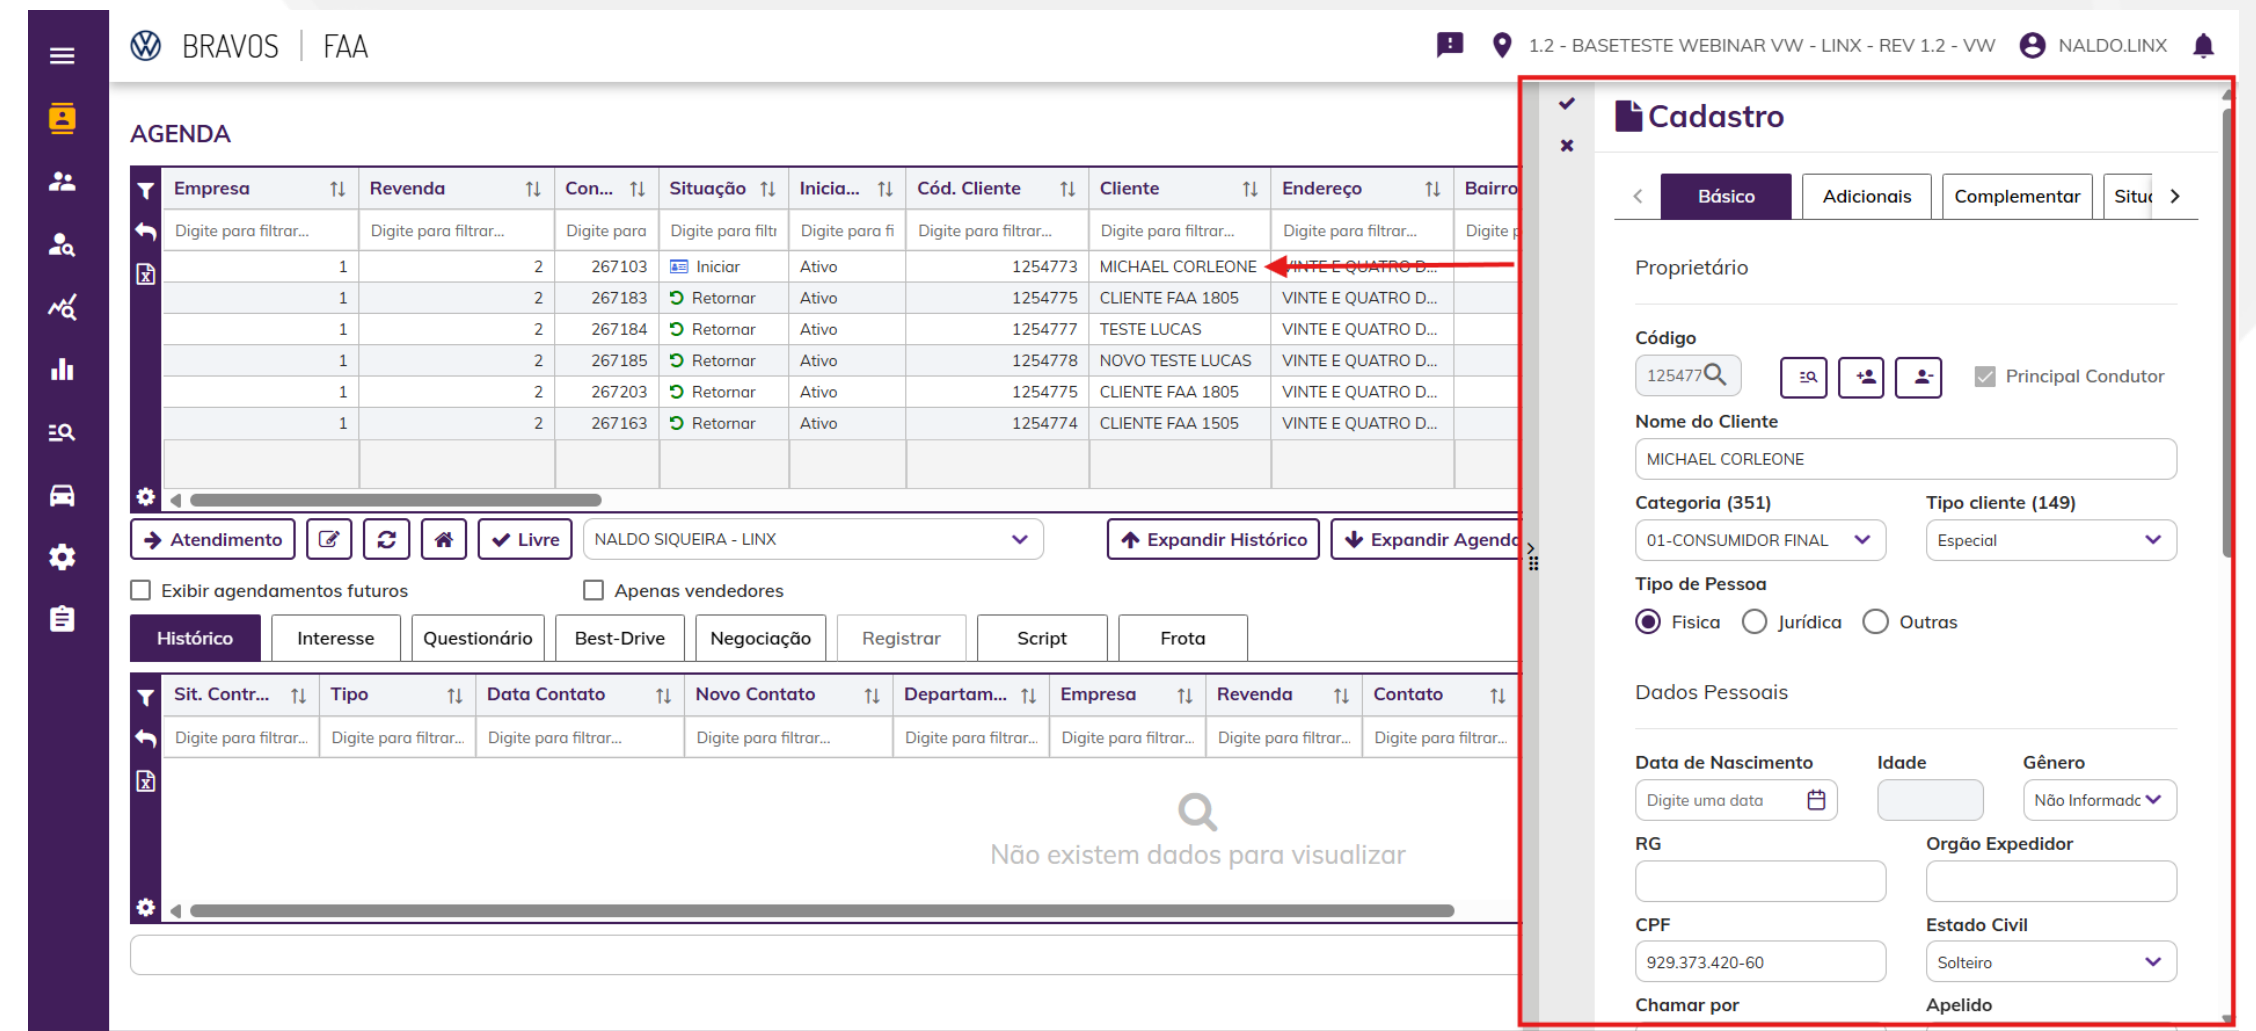 BRAVOS | FAA
1.2 - BASETESTE WEBINAR VW - LINX - REV 1.2 - VW NALDO.LINX
AGENDA
Empresa Revenda Con... Situação Inicia... Cód. Cliente Cliente Endereço Bairro
Digite para filtrar... Digite para filtrar... Digite para Digite para filtr Digite para fi Digite para filtrar... Digite para filtrar... Digite para filtrar... Digite p
1 2 267103 Iniciar Ativo 1254773 MICHAEL CORLEONE VINTE E QUATRO D...
1 2 267183 Retornar Ativo 1254775 CLIENTE FAA 1805 VINTE E QUATRO D...
1 2 267184 Retornar Ativo 1254777 TESTE LUCAS VINTE E QUATRO D...
1 2 267185 Retornar Ativo 1254778 NOVO TESTE LUCAS VINTE E QUATRO D...
1 2 267203 Retornar Ativo 1254775 CLIENTE FAA 1805 VINTE E QUATRO D...
1 2 267163 Retornar Ativo 1254774 CLIENTE FAA 1505 VINTE E QUATRO D...
Atendimento Livre NALDO SIQUEIRA - LINX Expandir Histórico Expandir Agenda
Exibir agendamentos futuros Apenas vendedores
Histórico Interesse Questionário Best-Drive Negociação Registrar Script Frota
Sit. Contr... Tipo Data Contato Novo Contato Departam... Empresa Revenda Contato
Digite para filtrar... Digite para filtrar... Digite para filtrar... Digite para filtrar... Digite para filtrar... Digite para filtrar... Digite para filtrar... Digite para filtrar...
Não existem dados para visualizar
Cadastro
Básico Adicionais Complementar Situc
Proprietário
Código
125477 Principal Condutor
Nome do Cliente
MICHAEL CORLEONE
Categoria (351) Tipo cliente (149)
01-CONSUMIDOR FINAL Especial
Tipo de Pessoa
Fisica Jurídica Outras
Dados Pessoais
Data de Nascimento Idade Gênero
Digite uma data Não Informadc
RG Orgão Expedidor
CPF Estado Civil
929.373.420-60 Solteiro
Chamar por Apelido